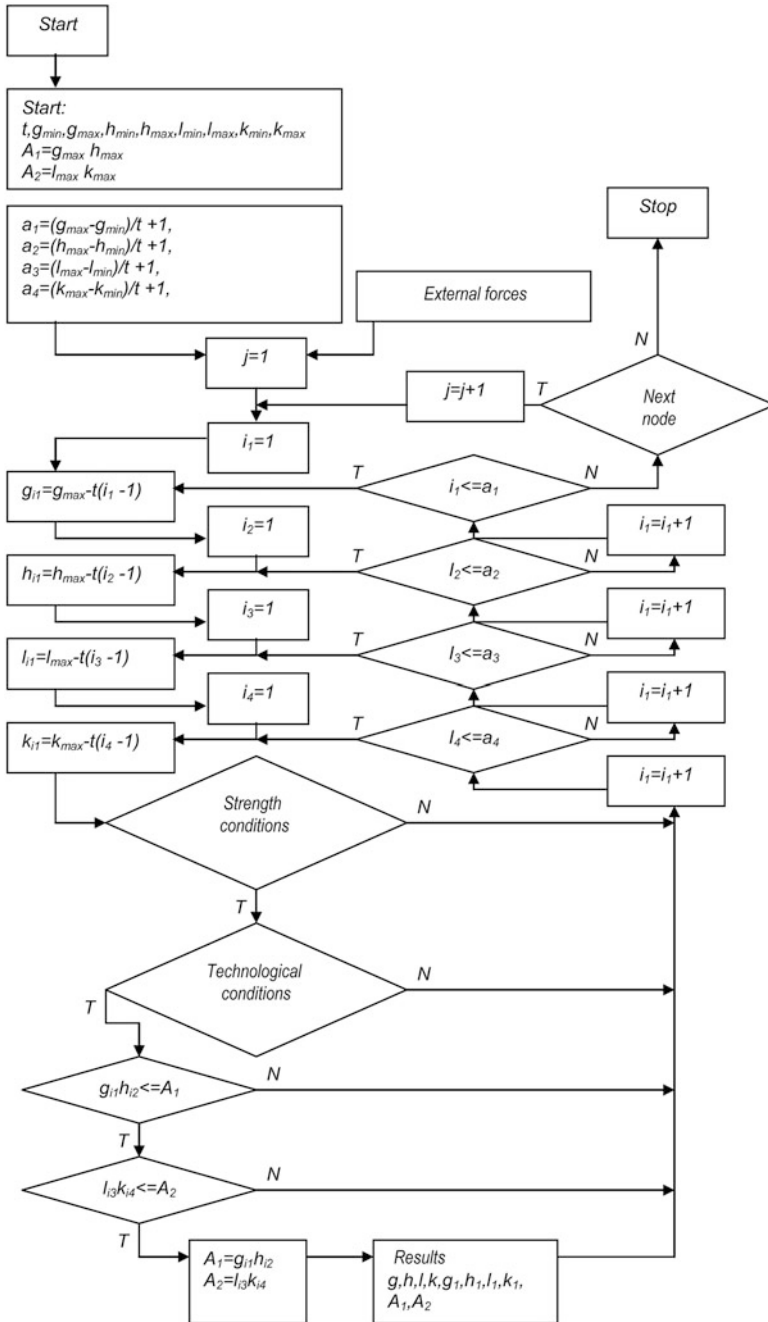 Start
Start:
t,gmin,gmax,hmin,hmax,lmin,lmax,kmin,kmax
A1=gmax hmax
A2=lmax kmax
Stop
a1=(gmax-gmin)/t +1,
a2=(hmax-hmin)/t +1,
a3=(lmax-lmin)/t +1,
a4=(kmax-kmin)/t +1,
External forces
N
j=1
j=j+1
T
Next
node
i1=1
T
N
gi1=gmax-t(i1 -1)
i1<=a1
i2=1
i1=i1+1
T
N
hi1=hmax-t(i2 -1)
I2<=a2
i3=1
i1=i1+1
T
N
li1=lmax-t(i3 -1)
I3<=a3
i4=1
i1=i1+1
T
N
ki1=kmax-t(i4 -1)
I4<=a4
i1=i1+1
Strength
conditions
N
T
Technological
conditions
N
T
gi1hi2<=A1
N
T
li3ki4<=A2
N
T
A1=gi1hi2
A2=li3ki4
Results
g,h,l,k,g1,h1,l1,k1,
A1,A2